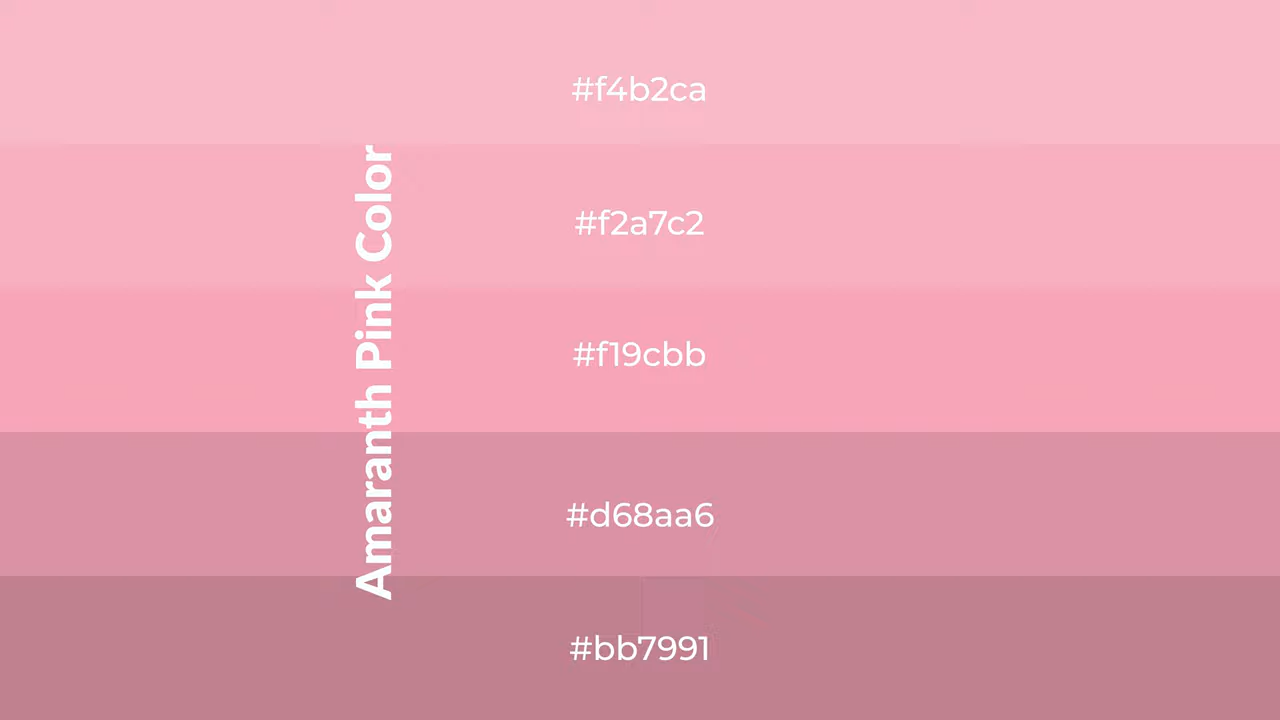 Amaranth Pink Color
#f4b2ca
#f2a7c2
#f19cbb
#d68aa6
#bb7991